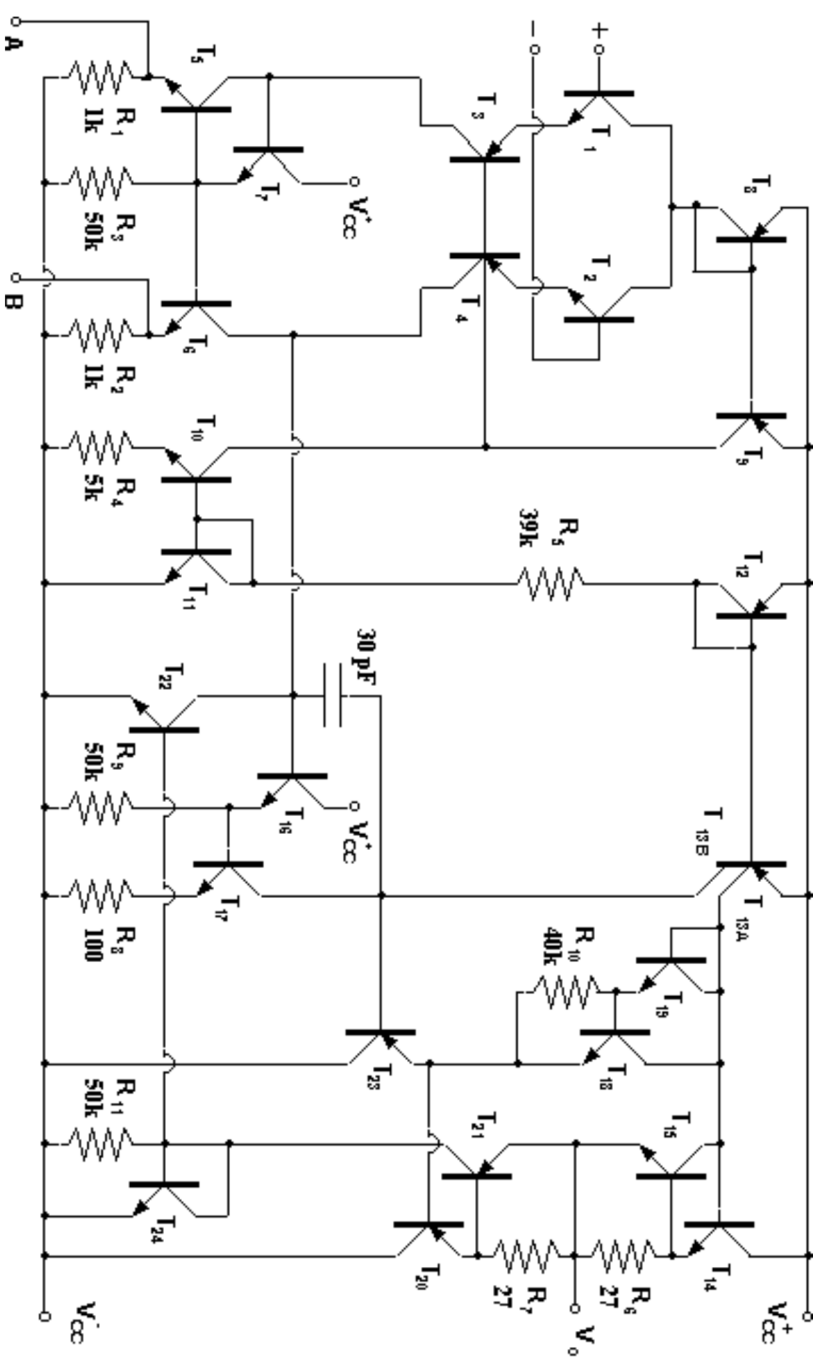 V⁺CC
T₈
T₉
T₁₂
T₁₃B
T₁₃A
T₁₄
T₁
T₂
T₁₉
T₁₅
R₆
27
+
-
R₅
39k
R₁₀
40k
T₁₈
Vₒ
R₇
27
T₃
T₄
30 pF
T₂₃
T₂₁
T₂₀
T₇
V⁺CC
T₁₆
V⁺CC
T₅
T₆
T₁₀
T₁₁
T₂₂
T₁₇
T₂₄
R₁
1k
R₃
50k
R₂
1k
R₄
5k
R₉
50k
R₈
100
R₁₁
50k
A
B
V⁻CC